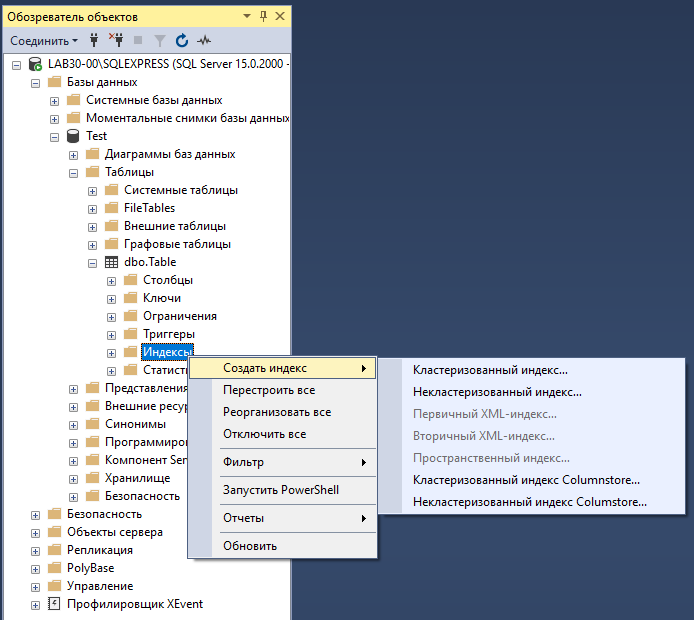 Обозреватель объектов
Соединить
LAB30-00\SQLEXPRESS (SQL Server 15.0.2000 -
Базы данных
Системные базы данных
Моментальные снимки базы данных
Test
Диаграммы баз данных
Таблицы
Системные таблицы
FileTables
Внешние таблицы
Графовые таблицы
dbo.Table
Столбцы
Ключи
Ограничения
Триггеры
Индексы
Статисти
Представления
Внешние ресур
Синонимы
Программиров
Компонент Serv
Хранилище
Безопасность
Безопасность
Объекты сервера
Репликация
PolyBase
Управление
Профилировщик XEvent
Создать индекс
Перестроить все
Реорганизовать все
Отключить все
Фильтр
Запустить PowerShell
Отчеты
Обновить
Кластеризованный индекс...
Некластеризованный индекс...
Первичный XML-индекс...
Вторичный XML-индекс...
Пространственный индекс...
Кластеризованный индекс Columnstore...
Некластеризованный индекс Columstore...